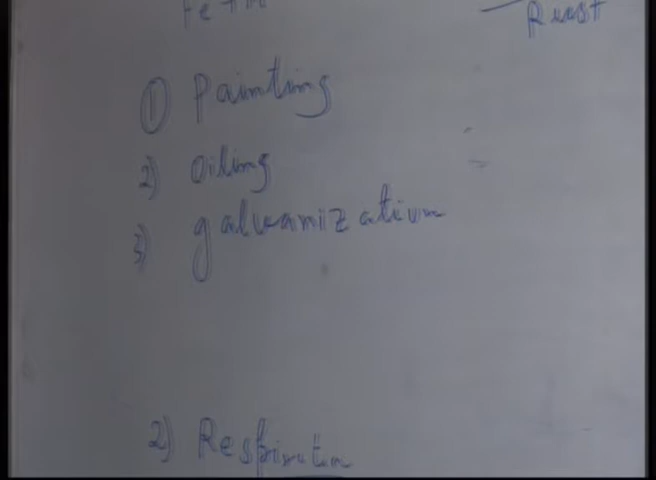 Rust
① Painting
2) Oiling
3) galvanization
2) Respiration